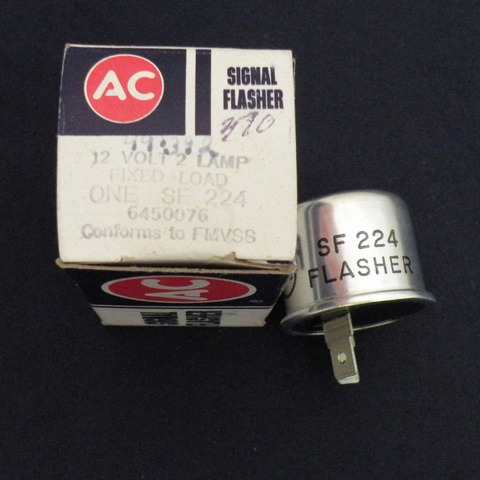 AC
SIGNAL
FLASHER
12 VOLT 2 LAMP
FIXED LOAD
ONE SF 224
6450076
Conforms to FMVSS
AC
SF 224
FLASHER